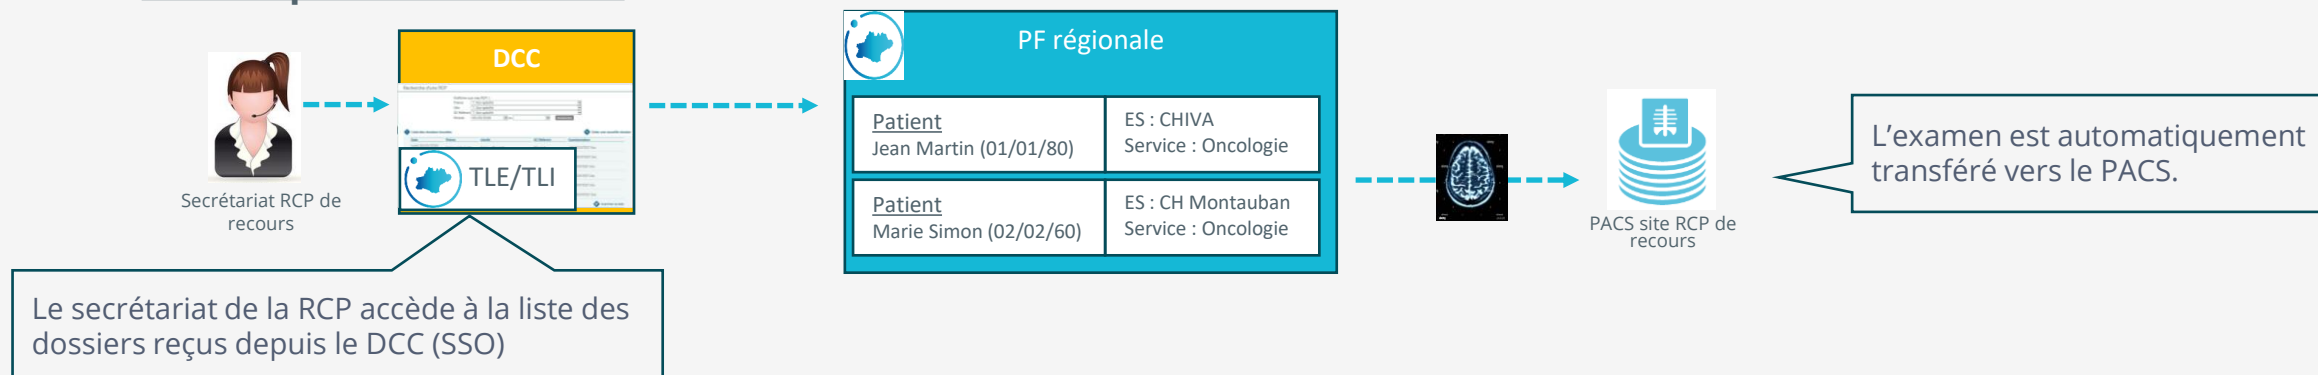 DCC
Recherche d'une RCP
TLE/TLI
Secrétariat RCP de
recours
Le secrétariat de la RCP accède à la liste des
dossiers reçus depuis le DCC (SSO)
PF régionale
Patient
Jean Martin (01/01/80)
ES : CHIVA
Service : Oncologie
Patient
Marie Simon (02/02/60)
ES : CH Montauban
Service : Oncologie
PACS site RCP de
recours
L'examen est automatiquement
transféré vers le PACS.